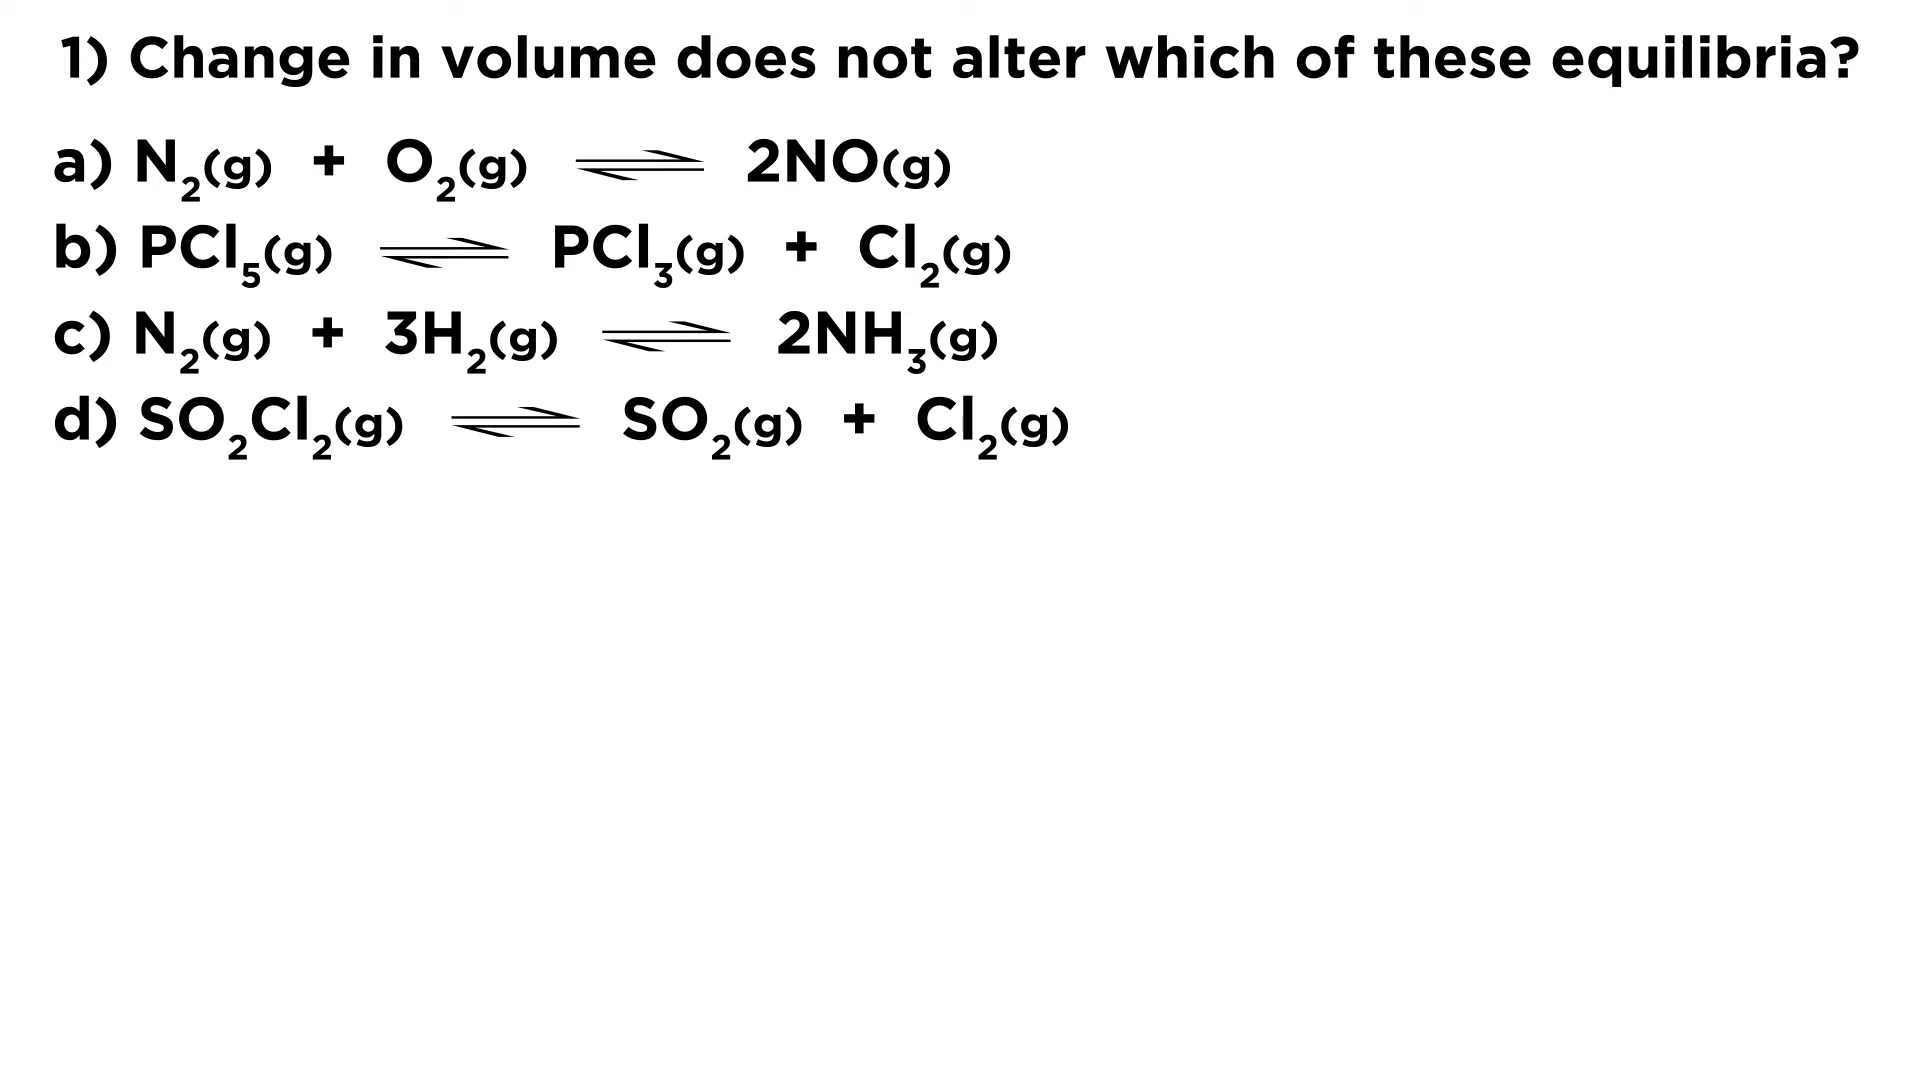 1) Change in volume does not alter which of these equilibria?
a) N₂(g) + O₂(g) ⇌ 2NO(g)
b) PCl₅(g) ⇌ PCl₃(g) + Cl₂(g)
c) N₂(g) + 3H₂(g) ⇌ 2NH₃(g)
d) SO₂Cl₂(g) ⇌ SO₂(g) + Cl₂(g)